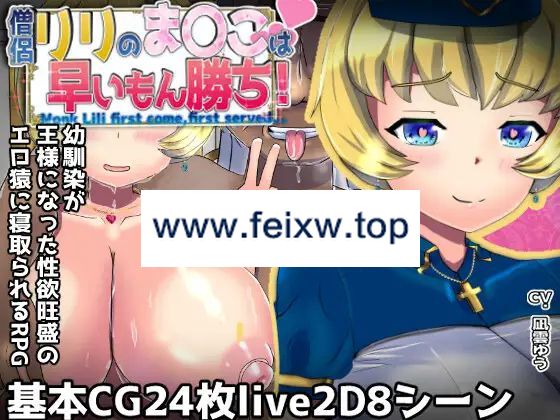 僧侶リリのま〇こは
早いもん勝ち!
Monk Lili first come,first served...
幼馴染が
王様になった性欲旺盛の
エロ猿に寝取られるRPG
www.feixw.top
CV 凪雲ゆう
基本CG24枚live2D8シーン